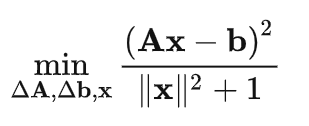 min (Ax − b)²
ΔA,Δb,x ‖x‖² + 1